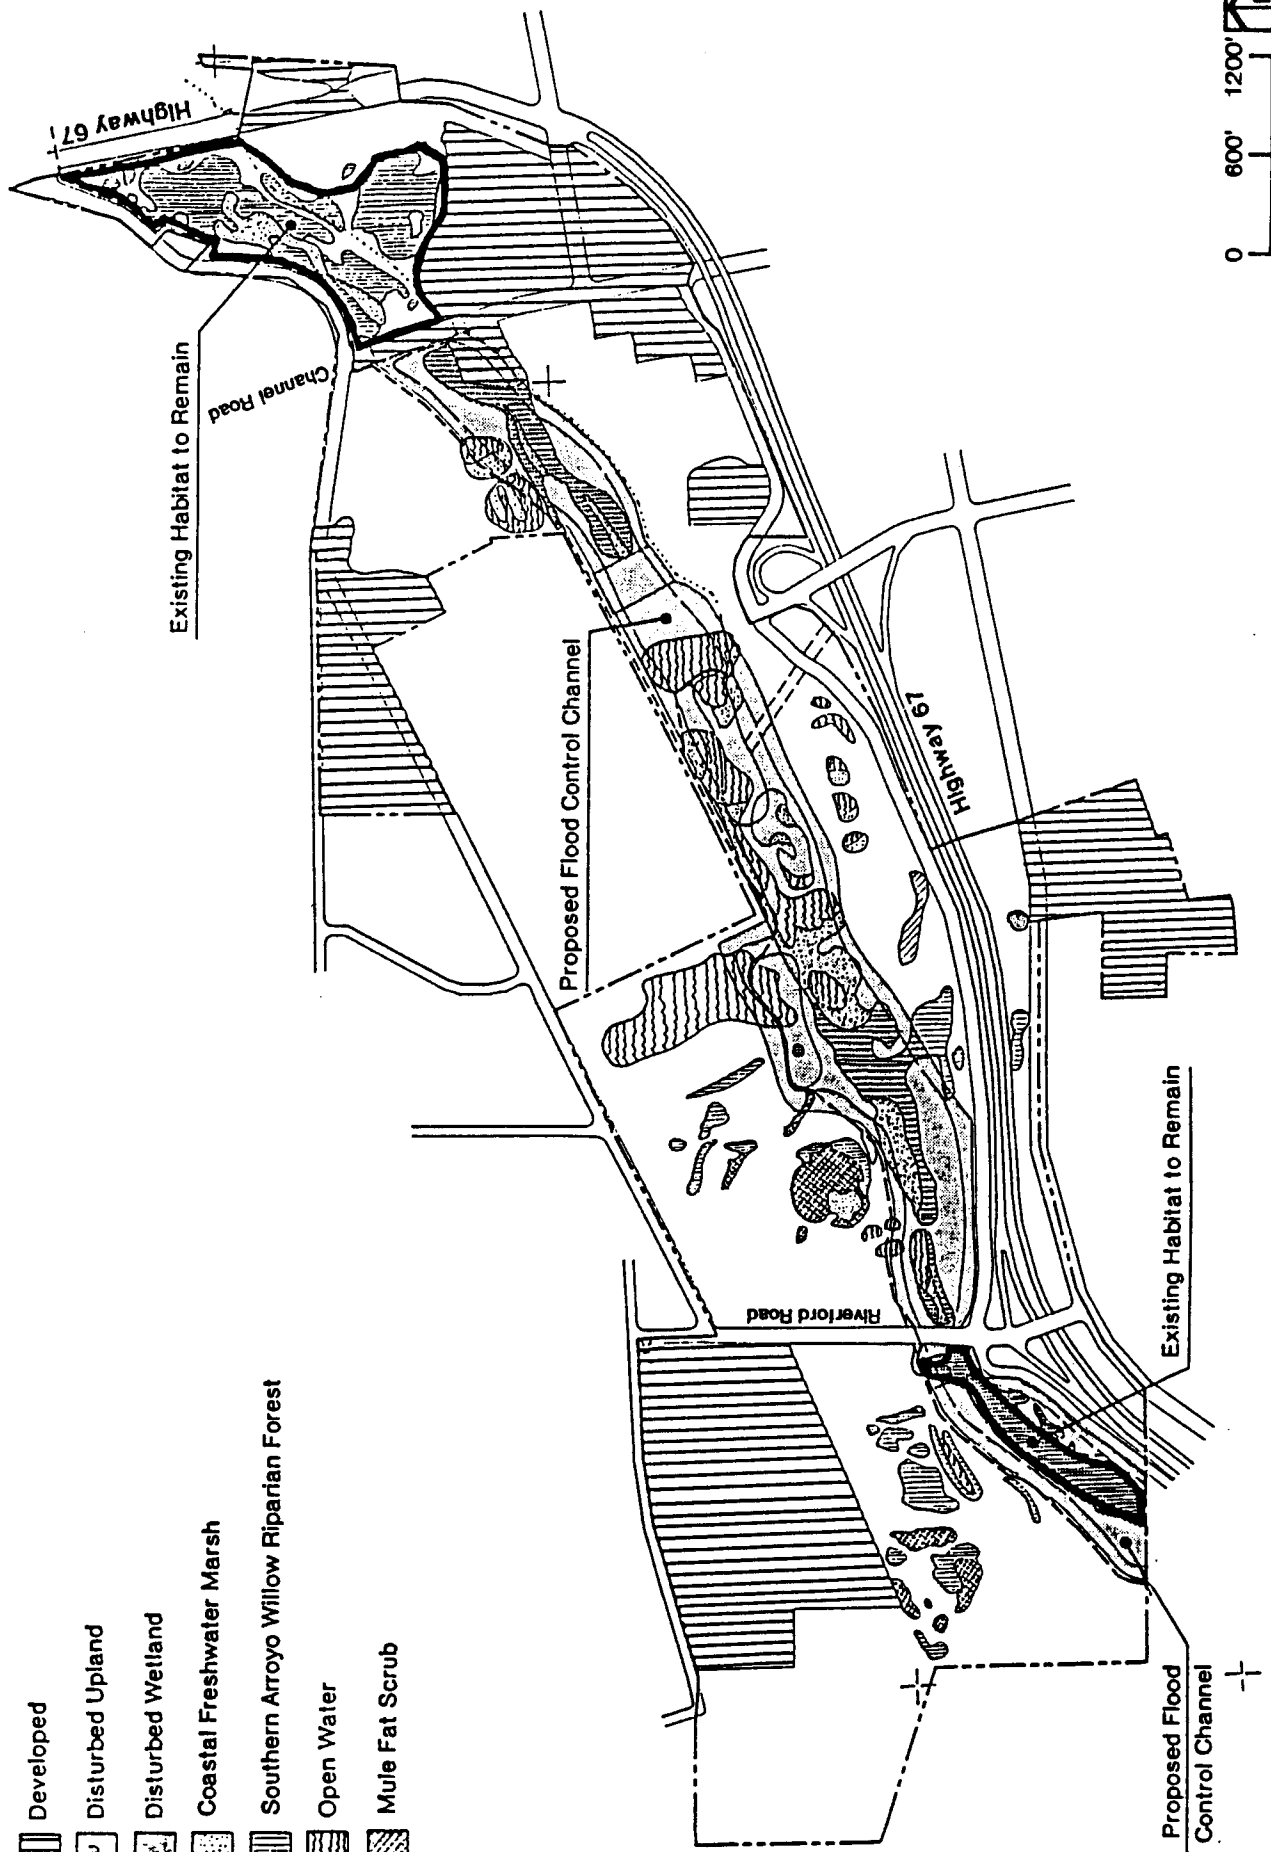 Developed
Disturbed Upland
Disturbed Wetland
Coastal Freshwater Marsh
Southern Arroyo Willow Riparian Forest
Open Water
Mule Fat Scrub
Existing Habitat to Remain
Highway 67
Channel Road
Proposed Flood Control Channel
Highway 67
Riverford Road
Existing Habitat to Remain
Proposed Flood
Control Channel
0 600' 1200'